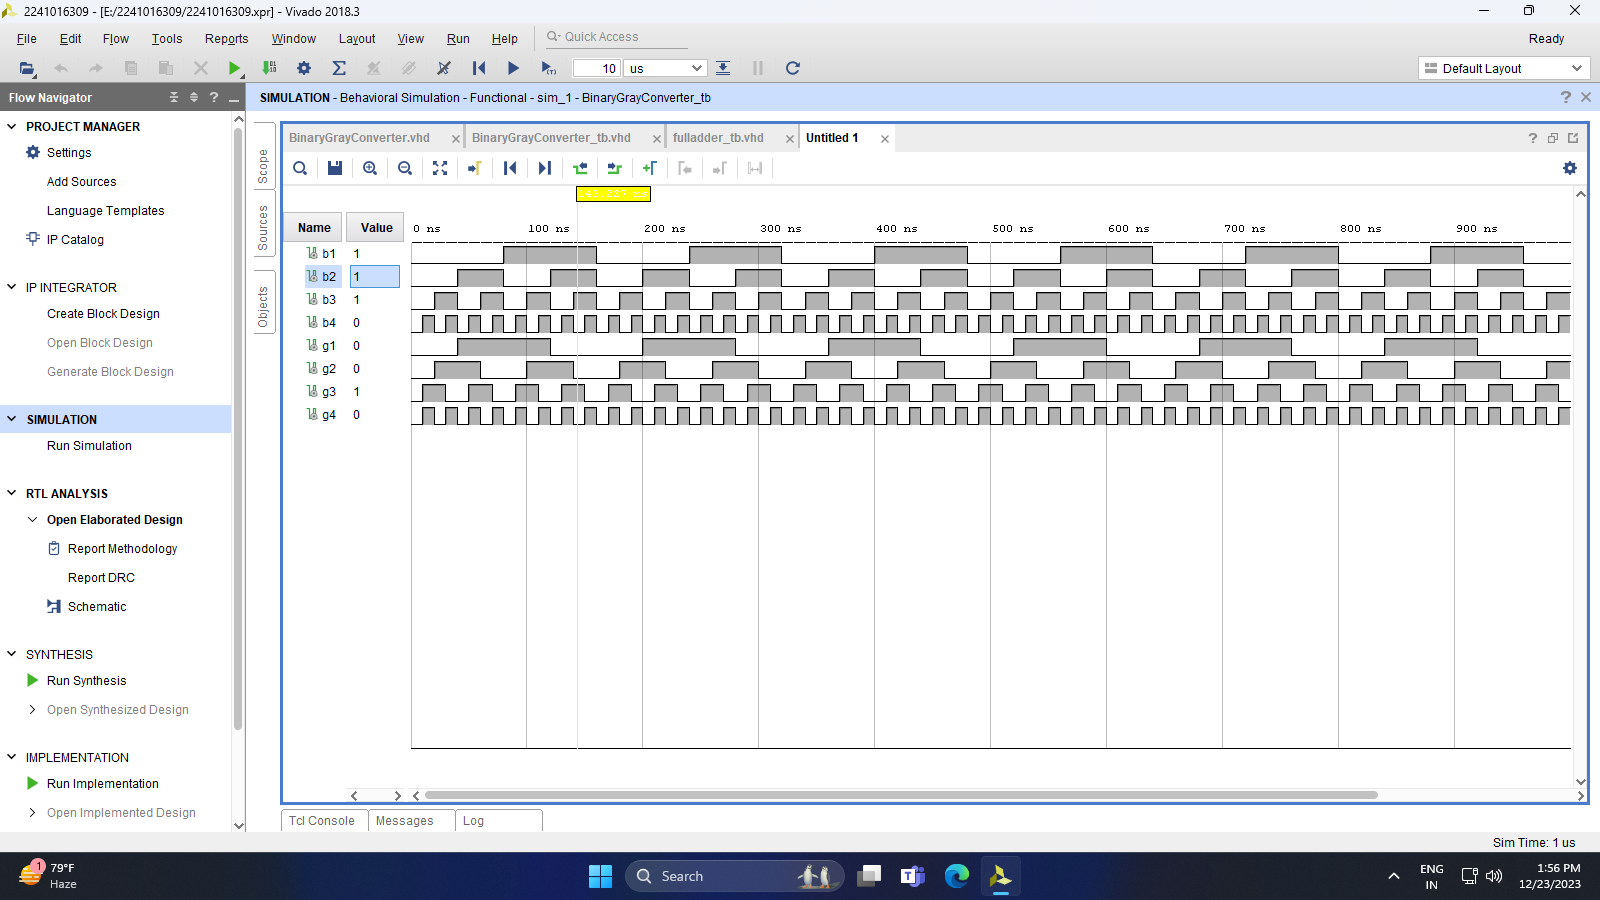 2241016309 - [E:/2241016309/2241016309.xpr] - Vivado 2018.3
File Edit Flow Tools Reports Window Layout View Run Help
Quick Access
Ready
10 us
Default Layout
Flow Navigator
SIMULATION - Behavioral Simulation - Functional - sim_1 - BinaryGrayConverter_tb
PROJECT MANAGER
Settings
Add Sources
Language Templates
IP Catalog
IP INTEGRATOR
Create Block Design
Open Block Design
Generate Block Design
SIMULATION
Run Simulation
RTL ANALYSIS
Open Elaborated Design
Report Methodology
Report DRC
Schematic
SYNTHESIS
Run Synthesis
Open Synthesized Design
IMPLEMENTATION
Run Implementation
Open Implemented Design
Scope
Sources
Objects
BinaryGrayConverter.vhd BinaryGrayConverter_tb.vhd fulladder_tb.vhd Untitled 1
Name Value 0 ns 100 ns 200 ns 300 ns 400 ns 500 ns 600 ns 700 ns 800 ns 900 ns
b1 1
b2 1
b3 1
b4 0
g1 0
g2 0
g3 1
g4 0
Tcl Console Messages Log
Sim Time: 1 us
1
79°F
Haze
Search
ENG
IN
1:56 PM
12/23/2023